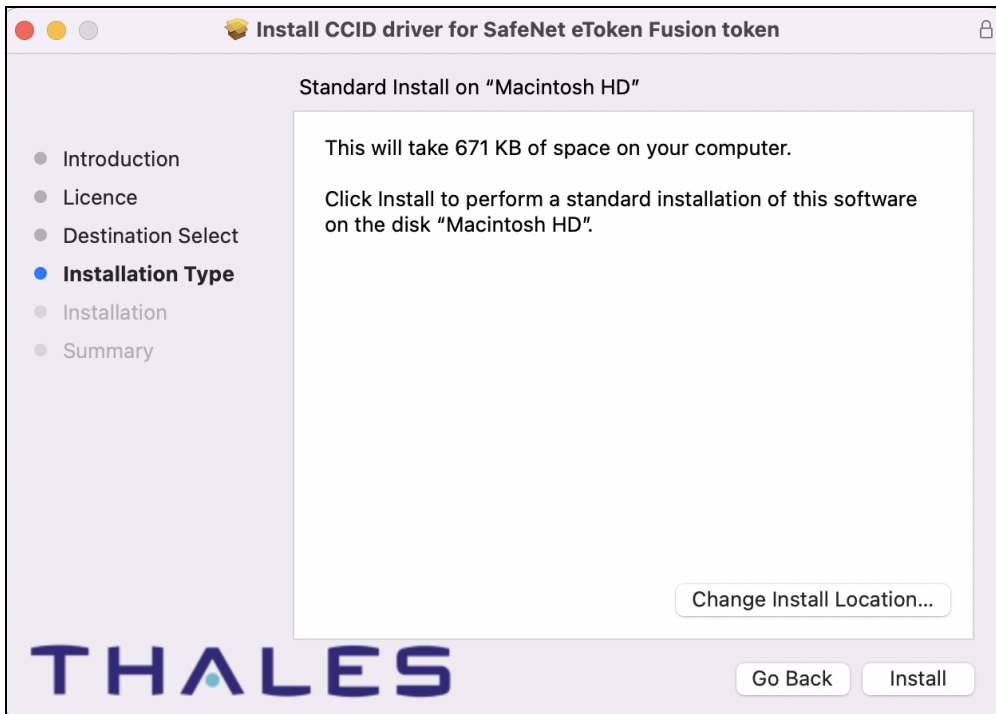 Install CCID driver for SafeNet eToken Fusion token
Standard Install on “Macintosh HD”
Introduction
Licence
Destination Select
Installation Type
Installation
Summary
This will take 671 KB of space on your computer.
Click Install to perform a standard installation of this software
on the disk “Macintosh HD”.
Change Install Location...
THALES
Go Back
Install